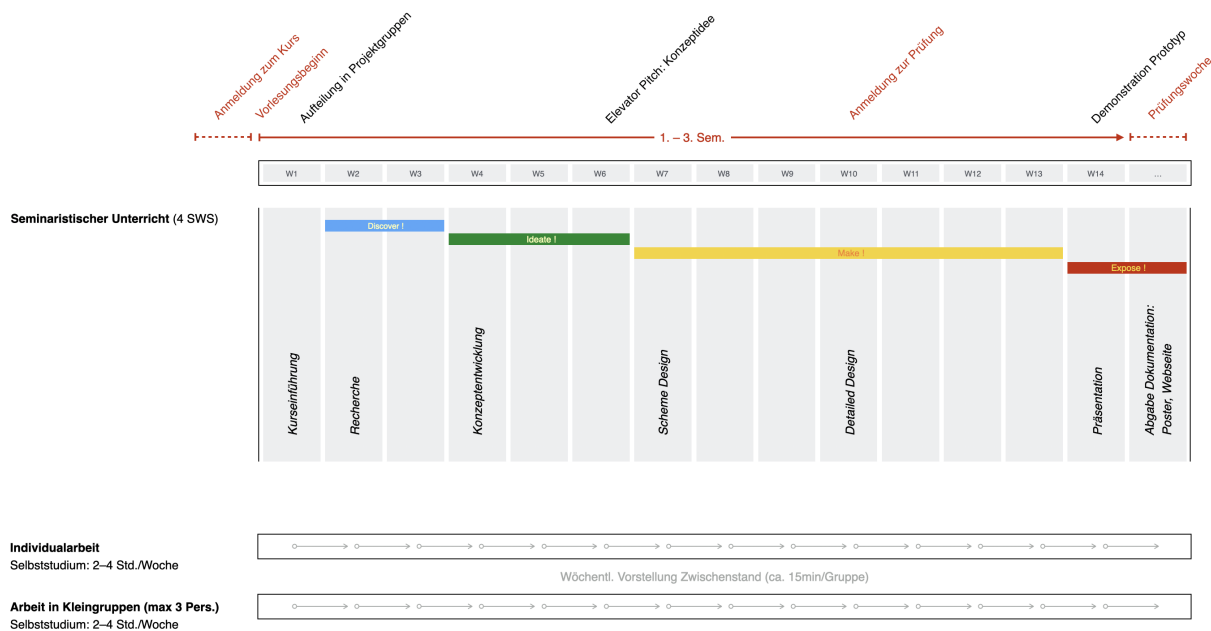 Anmeldung zum Kurs
Vorlesungsbeginn
Aufteilung in Projektgruppen
Elevator Pitch: Konzeptidee
Anmeldung zur Prüfung
Demonstration Prototyp
Prüfungswoche
1. – 3. Sem.
W1 W2 W3 W4 W5 W6 W7 W8 W9 W10 W11 W12 W13 W14 ...
Seminaristischer Unterricht (4 SWS)
Discover !
Ideate !
Make !
Expose !
Kurseinführung
Recherche
Konzeptentwicklung
Scheme Design
Detailed Design
Präsentation
Abgabe Dokumentation:
Poster, Webseite
Individualarbeit
Selbststudium: 2–4 Std./Woche
Wöchentl. Vorstellung Zwischenstand (ca. 15min/Gruppe)
Arbeit in Kleingruppen (max 3 Pers.)
Selbststudium: 2–4 Std./Woche